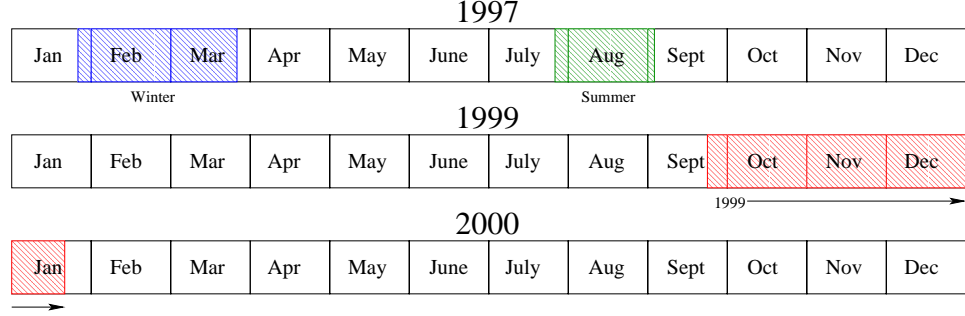 1997
Jan Feb Mar Apr May June July Aug Sept Oct Nov Dec
Winter Summer
1999
Jan Feb Mar Apr May June July Aug Sept Oct Nov Dec
1999
2000
Jan Feb Mar Apr May June July Aug Sept Oct Nov Dec